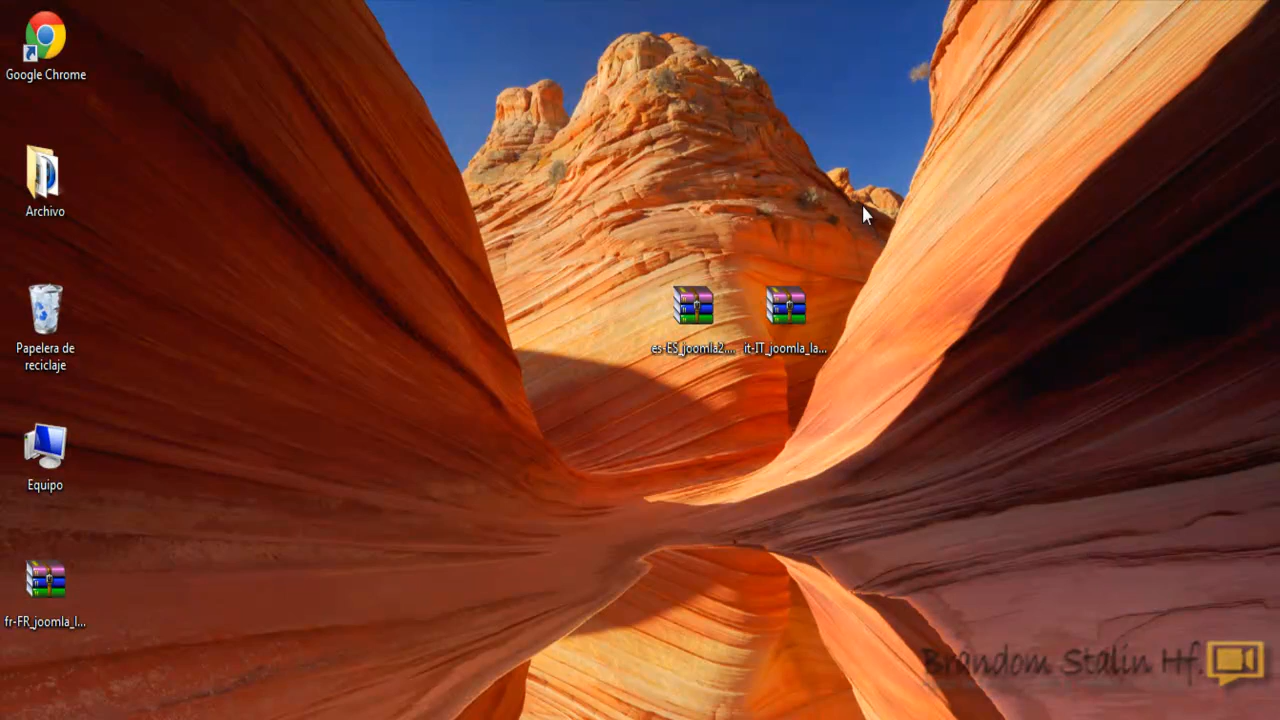 Google Chrome
Archivo
Papelera de
reciclaje
Equipo
fr-FR_joomla_l...
es-ES_joomla2....
it-IT_joomla_la...
Brandom Stalin Hf.